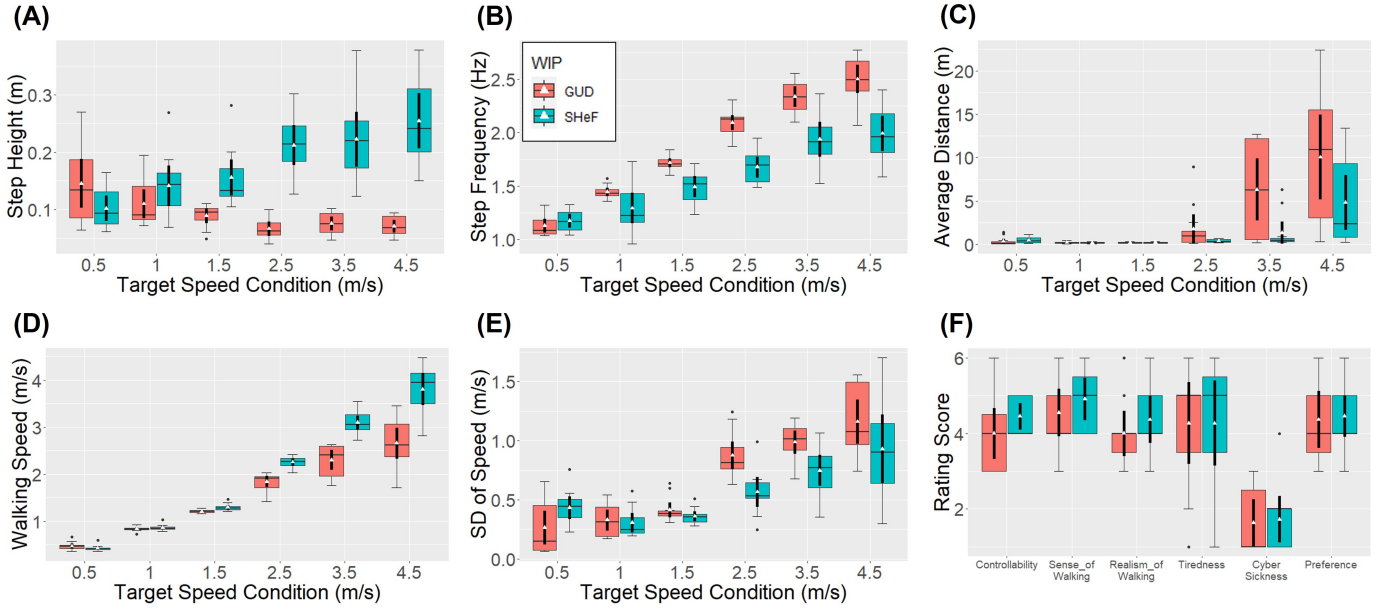 (A)
Step Height (m)
0.3
0.2
0.1
0.5 1 1.5 2.5 3.5 4.5
Target Speed Condition (m/s)
(B)
Step Frequency (Hz)
2.5
2.0
1.5
1.0
WIP
GUD
SHeF
0.5 1 1.5 2.5 3.5 4.5
Target Speed Condition (m/s)
(C)
Average Distance (m)
20
15
10
5
0
0.5 1 1.5 2.5 3.5 4.5
Target Speed Condition (m/s)
(D)
Walking Speed (m/s)
4
3
2
1
0.5 1 1.5 2.5 3.5 4.5
Target Speed Condition (m/s)
(E)
SD of Speed (m/s)
1.5
1.0
0.5
0.0
0.5 1 1.5 2.5 3.5 4.5
Target Speed Condition (m/s)
(F)
Rating Score
6
4
2
Controllability Sense_of Realism_of Tiredness Cyber Preference
Walking Walking Sickness